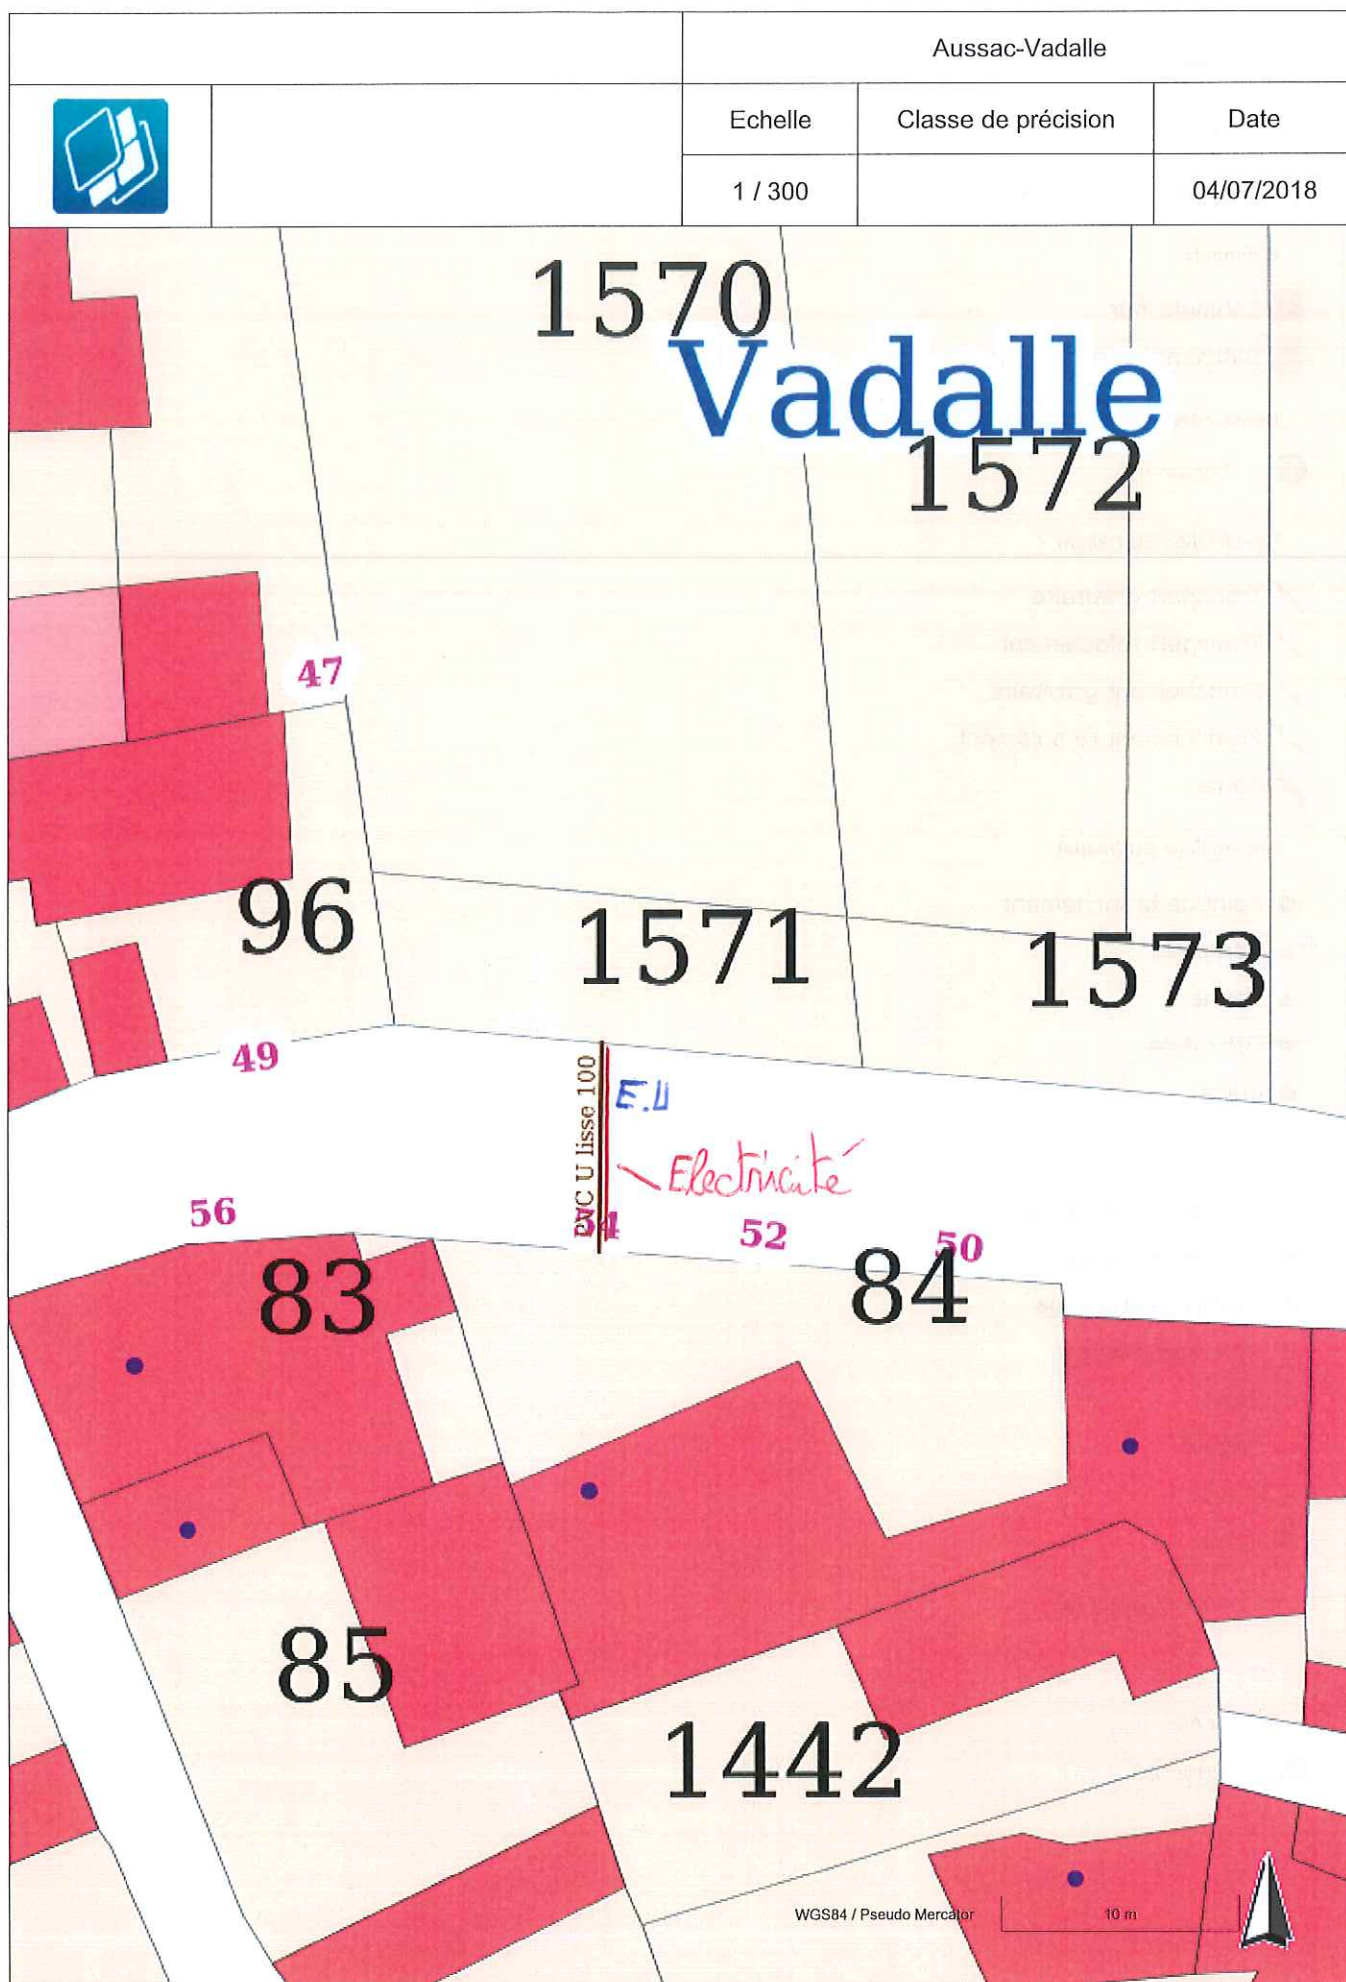 Aussac-Vadalle
Echelle
Classe de précision
Date
1 / 300
04/07/2018
1570
Vadalle
1572
47
96
1571
1573
49
PVC U lisse 100
E.U
Electricité
56
54
52
50
83
84
85
1442
WGS84 / Pseudo Mercator
10 m